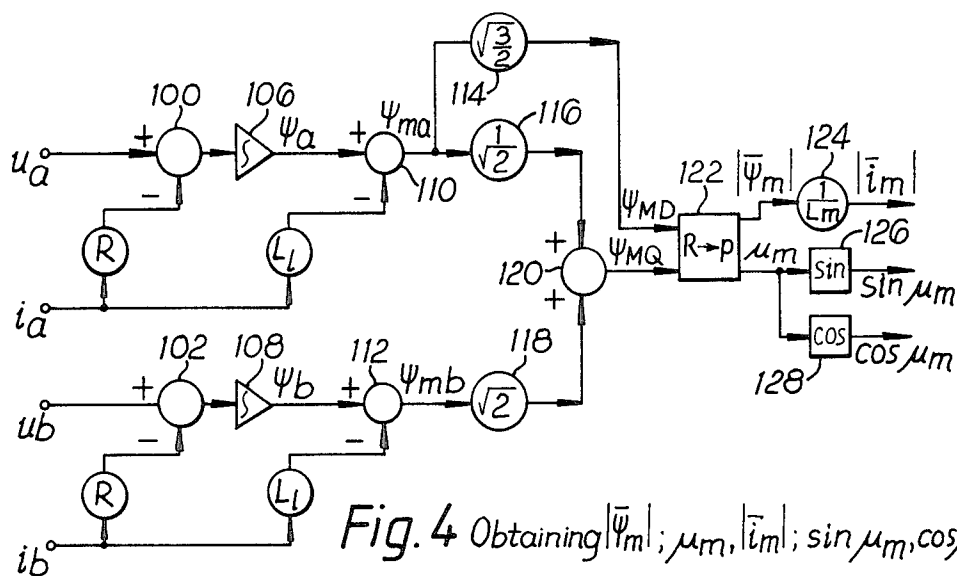 √3/2
114
100
106
ψa
ψma
1/√2
116
+
+
ua
−
−
110
R
Ll
ia
102
108
ψb
112
ψmb
118
+
+
ub
−
−
√2
R
Ll
ib
+
120
+
ψMD
ψMQ
122
R→p
|ψ̅m|
μm
124
1/Lm
|i̅m|
126
sin
sin μm
cos
cos μm
128
Fig. 4 Obtaining |ψ̅m|; μm, |i̅m|; sin μm, cos